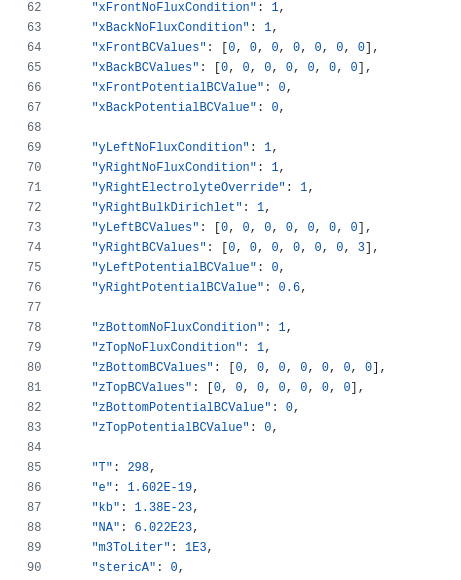 62 "xFrontNoFluxCondition": 1,
63 "xBackNoFluxCondition": 1,
64 "xFrontBCValues": [0, 0, 0, 0, 0, 0, 0],
65 "xBackBCValues": [0, 0, 0, 0, 0, 0, 0],
66 "xFrontPotentialBCValue": 0,
67 "xBackPotentialBCValue": 0,
68
69 "yLeftNoFluxCondition": 1,
70 "yRightNoFluxCondition": 1,
71 "yRightElectrolyteOverride": 1,
72 "yRightBulkDirichlet": 1,
73 "yLeftBCValues": [0, 0, 0, 0, 0, 0, 0],
74 "yRightBCValues": [0, 0, 0, 0, 0, 0, 3],
75 "yLeftPotentialBCValue": 0,
76 "yRightPotentialBCValue": 0.6,
77
78 "zBottomNoFluxCondition": 1,
79 "zTopNoFluxCondition": 1,
80 "zBottomBCValues": [0, 0, 0, 0, 0, 0, 0],
81 "zTopBCValues": [0, 0, 0, 0, 0, 0, 0],
82 "zBottomPotentialBCValue": 0,
83 "zTopPotentialBCValue": 0,
84
85 "T": 298,
86 "e": 1.602E-19,
87 "kb": 1.38E-23,
88 "NA": 6.022E23,
89 "m3ToLiter": 1E3,
90 "stericA": 0,